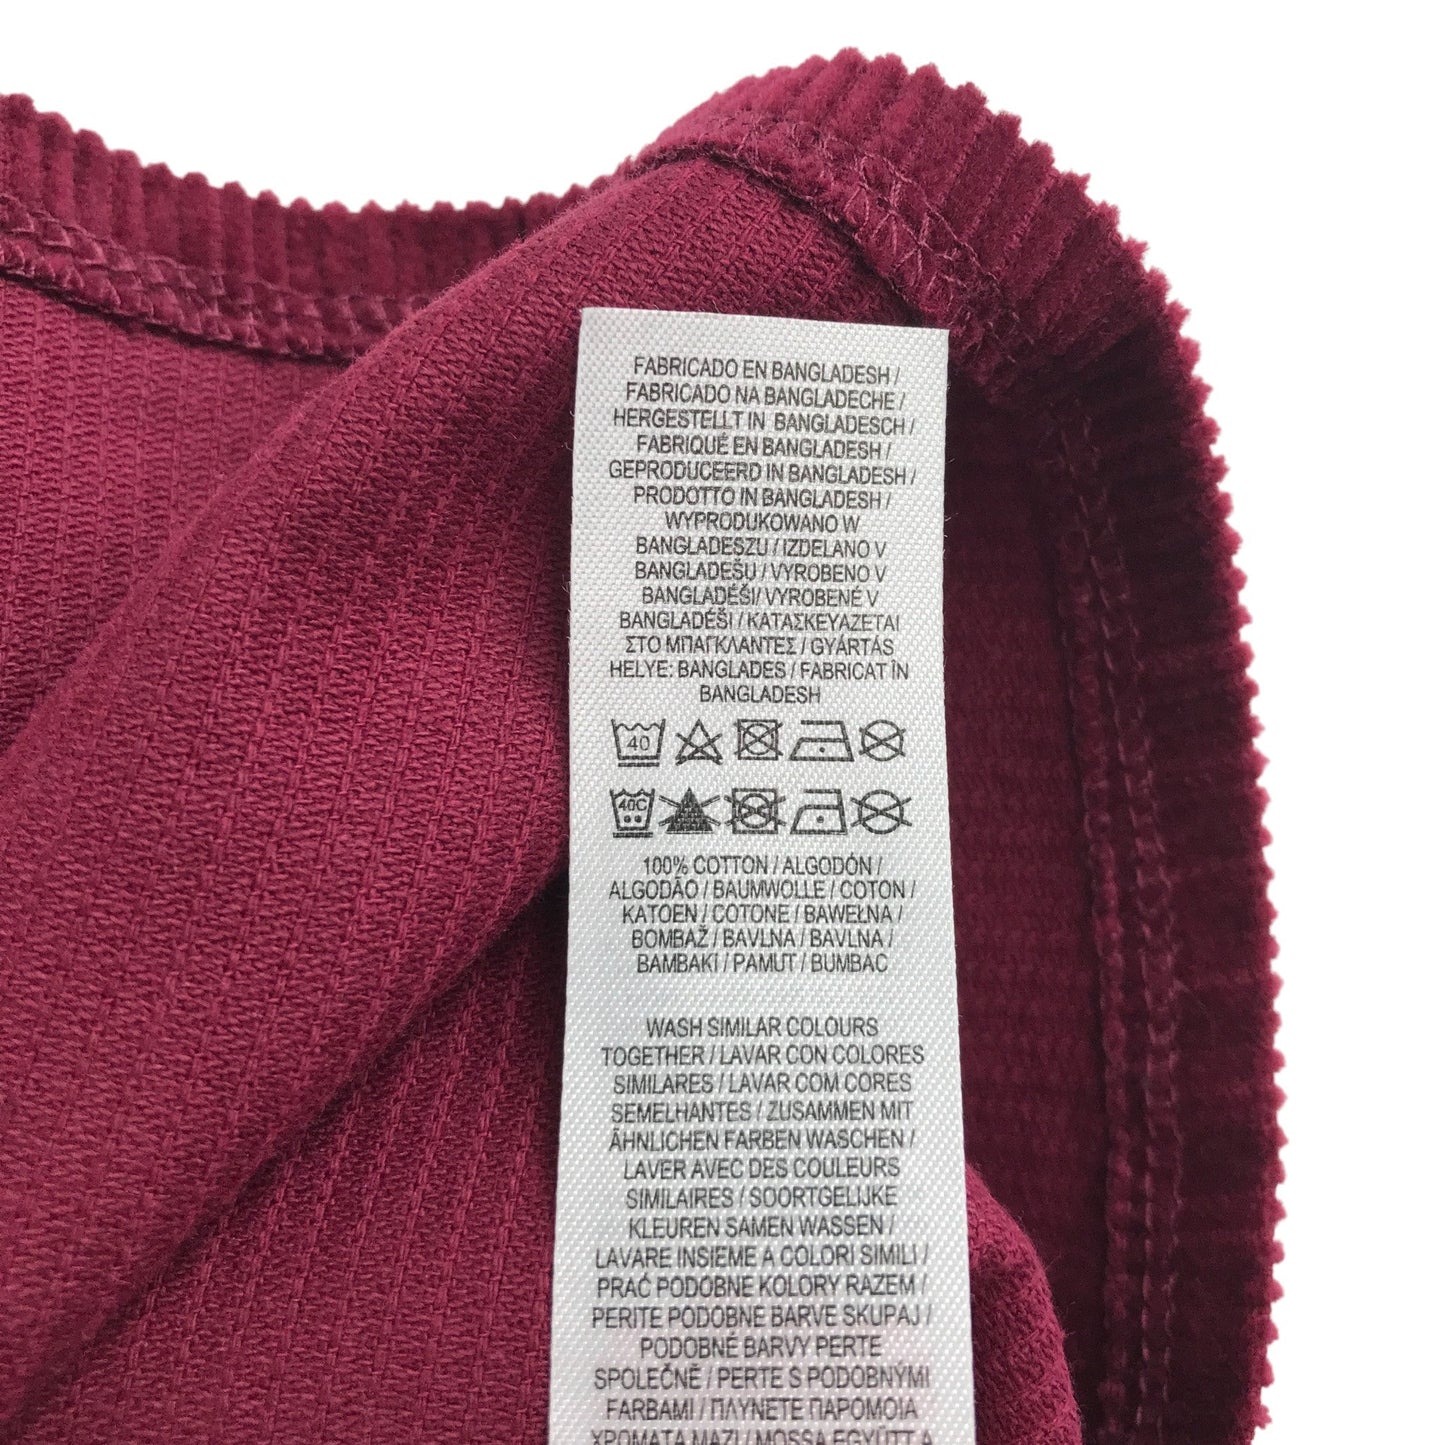 FABRICADO EN BANGLADESH /
FABRICADO NA BANGLADECHE /
HERGESTELLT IN BANGLADESCH /
FABRIQUÉ EN BANGLADESH /
GEPRODUCEERD IN BANGLADESH /
PRODOTTO IN BANGLADESH /
WYPRODUKOWANO W
BANGLADESZU / IZDELANO V
BANGLADEŠU / VYROBENO V
BANGLADÉŠI/ VYROBENÉ V
BANGLADÉŠI / ΚΑΤΑΣΚΕΥΑΖΕΤΑΙ
ΣΤΟ ΜΠΑΓΚΛΑΝΤΕΣ / GYÁRTÁS
HELYE: BANGLADES / FABRICAT ÎN
BANGLADESH
40
40C
100% COTTON / ALGODÓN /
ALGODÃO / BAUMWOLLE / COTON /
KATOEN / COTONE / BAWEŁNA /
BOMBAŽ / BAVLNA / BAVLNA /
ΒΑΜΒΑΚΙ / PAMUT / BUMBAC
WASH SIMILAR COLOURS
TOGETHER / LAVAR CON COLORES
SIMILARES / LAVAR COM CORES
SEMELHANTES / ZUSAMMEN MIT
ÄHNLICHEN FARBEN WASCHEN /
LAVER AVEC DES COULEURS
SIMILAIRES / SOORTGELIJKE
KLEUREN SAMEN WASSEN /
LAVARE INSIEME A COLORI SIMILI /
PRAĆ PODOBNE KOLORY RAZEM /
PERITE PODOBNE BARVE SKUPAJ /
PODOBNÉ BARVY PERTE
SPOLEČNĚ / PERTE S PODOBNÝMI
FARBAMI / ΠΛΥΝΕΤΕ ΠΑΡΟΜΟΙΑ
ΧΡΩΜΑΤΑ ΜΑΖΙ / MOSSA EGYÜTT A